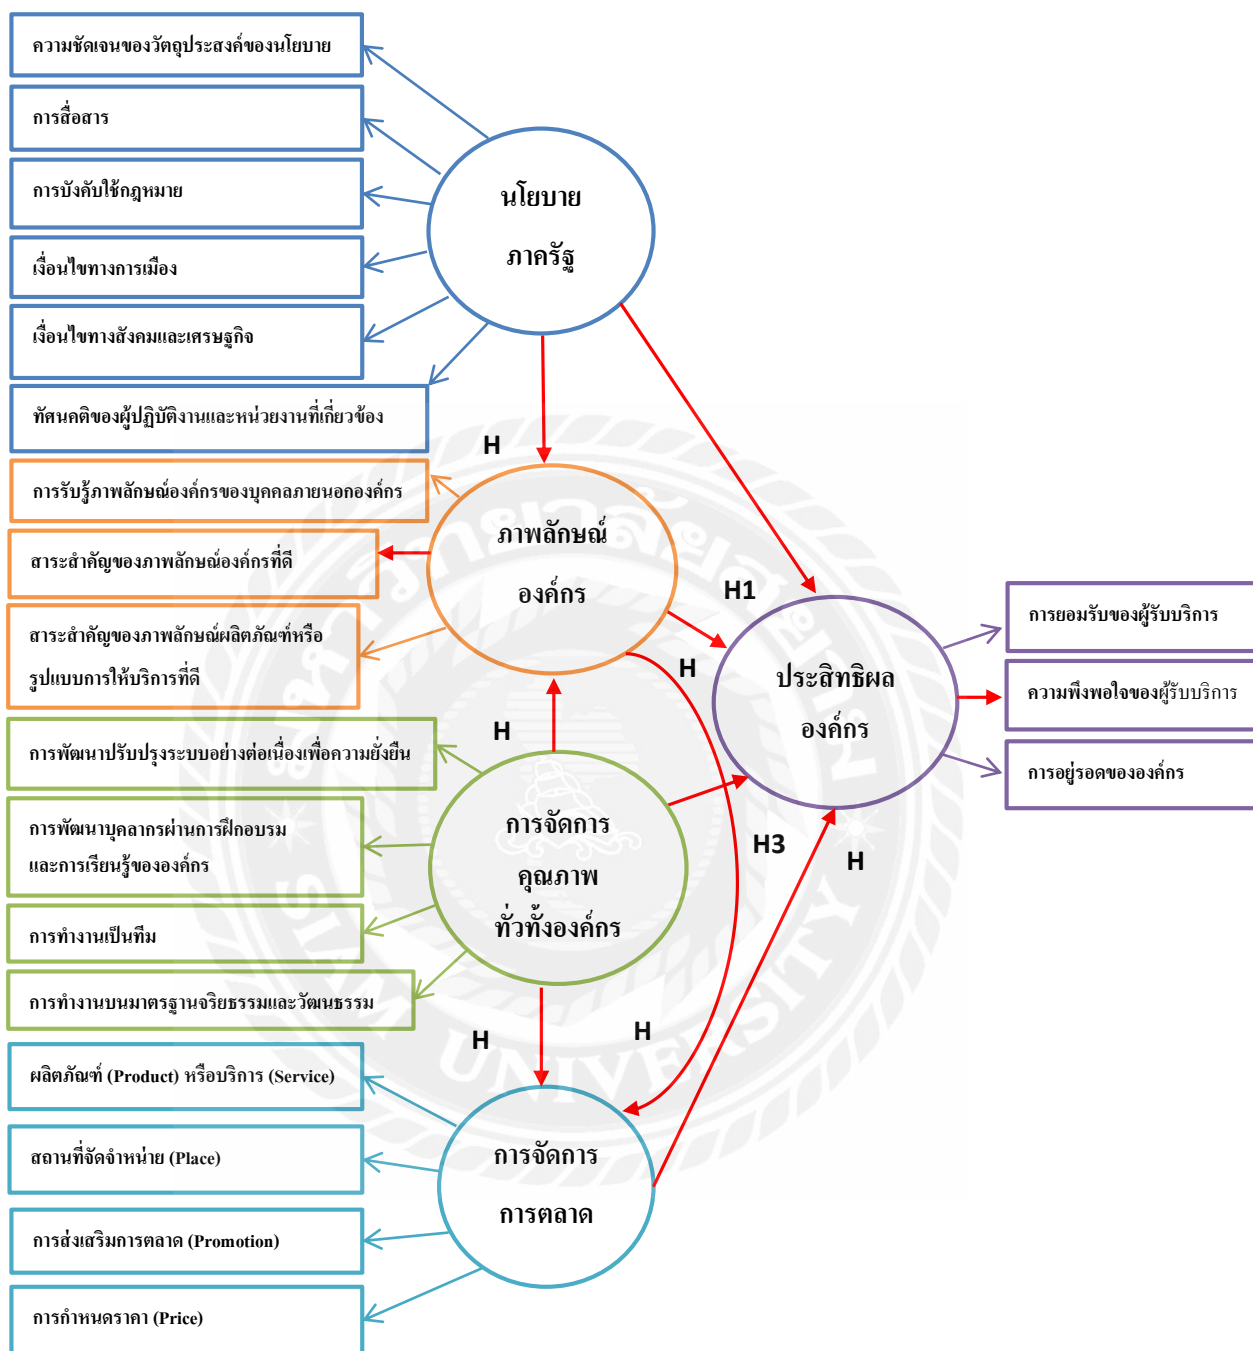 ความชัดเจนของวัตถุประสงค์ของนโยบาย
การสื่อสาร
การบังคับใช้กฎหมาย
เงื่อนไขทางการเมือง
เงื่อนไขทางสังคมและเศรษฐกิจ
ทัศนคติของผู้ปฏิบัติงานและหน่วยงานที่เกี่ยวข้อง
นโยบาย
ภาครัฐ
H
การรับรู้ภาพลักษณ์องค์กรของบุคคลภายนอกองค์กร
สาระสำคัญของภาพลักษณ์องค์กรที่ดี
สาระสำคัญของภาพลักษณ์ผลิตภัณฑ์หรือ
รูปแบบการให้บริการที่ดี
ภาพลักษณ์
องค์กร
H1
H
ประสิทธิผล
องค์กร
การยอมรับของผู้รับบริการ
ความพึงพอใจของผู้รับบริการ
การอยู่รอดขององค์กร
H
การพัฒนาปรับปรุงระบบอย่างต่อเนื่องเพื่อความยั่งยืน
การพัฒนาบุคลากรผ่านการฝึกอบรม
และการเรียนรู้ขององค์กร
การทำงานเป็นทีม
การทำงานบนมาตรฐานจริยธรรมและวัฒนธรรม
การจัดการ
คุณภาพ
ทั่วทั้งองค์กร
H3
H
H
H
ผลิตภัณฑ์ (Product) หรือบริการ (Service)
สถานที่จัดจำหน่าย (Place)
การส่งเสริมการตลาด (Promotion)
การกำหนดราคา (Price)
การจัดการ
การตลาด
มหาวิทยาลัยสยาม
SIAM UNIVERSITY